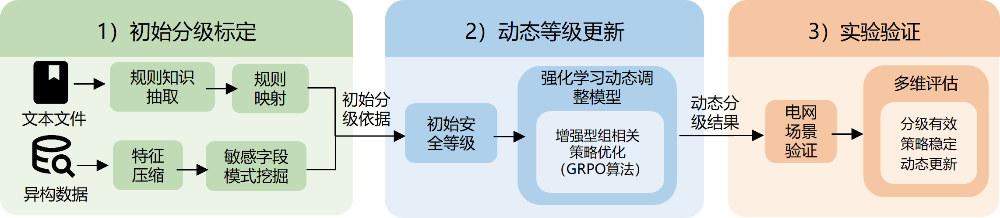 1）初始分级标定
文本文件
规则知识
抽取
规则
映射
异构数据
特征
压缩
敏感字段
模式挖掘
初始分
级依据
2）动态等级更新
初始安
全等级
强化学习动态调
整模型
增强型组相关
策略优化
（GRPO算法）
动态分
级结果
3）实验验证
电网
场景
验证
多维评估
分级有效
策略稳定
动态更新